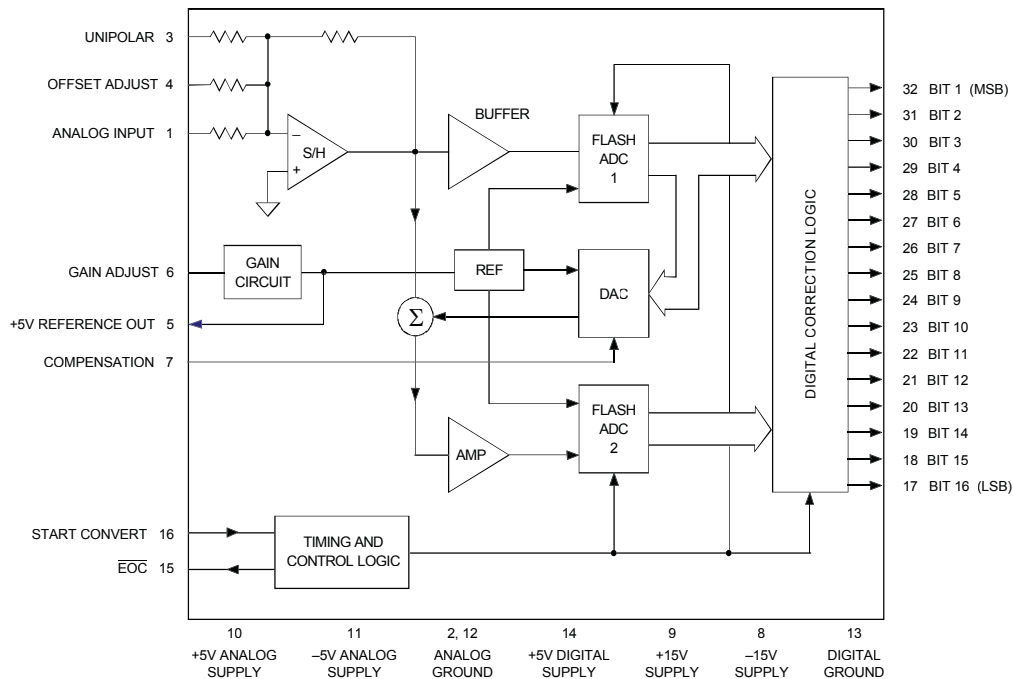 UNIPOLAR 3
OFFSET ADJUST 4
ANALOG INPUT 1
–
S/H
+
BUFFER
FLASH
ADC
1
GAIN ADJUST 6
GAIN
CIRCUIT
REF
DAC
+5V REFERENCE OUT 5
Σ
COMPENSATION 7
FLASH
ADC
2
AMP
DIGITAL CORRECTION LOGIC
START CONVERT 16
EOC 15
TIMING AND
CONTROL LOGIC
32 BIT 1 (MSB)
31 BIT 2
30 BIT 3
29 BIT 4
28 BIT 5
27 BIT 6
26 BIT 7
25 BIT 8
24 BIT 9
23 BIT 10
22 BIT 11
21 BIT 12
20 BIT 13
19 BIT 14
18 BIT 15
17 BIT 16 (LSB)
10
+5V ANALOG
SUPPLY
11
–5V ANALOG
SUPPLY
2, 12
ANALOG
GROUND
14
+5V DIGITAL
SUPPLY
9
+15V
SUPPLY
8
–15V
SUPPLY
13
DIGITAL
GROUND